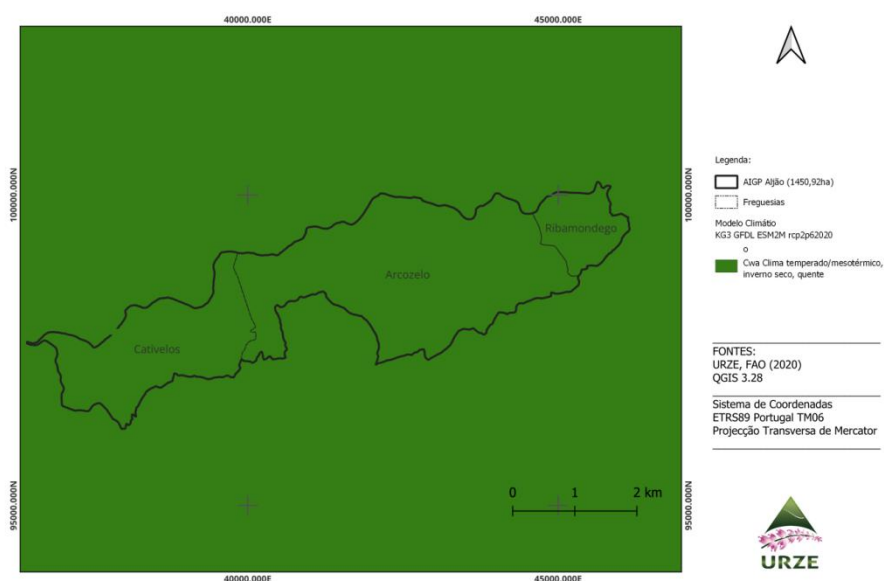 40000.000E
45000.000E
100000.000N
100000.000N
Ribamondego
Arcozelo
Cativelos
0 1 2 km
95000.000N
95000.000N
40000.000E
45000.000E
Legenda:
AIGP Aljão (1450,92ha)
Freguesias
Modelo Climátio
KG3 GFDL ESM2M rcp2p62020
o
Cwa Clima temperado/mesotérmico,
inverno seco, quente
FONTES:
URZE, FAO (2020)
QGIS 3.28
Sistema de Coordenadas
ETRS89 Portugal TM06
Projecção Transversa de Mercator
URZE